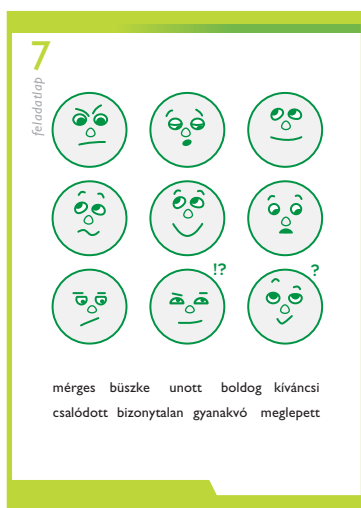 7
feladatlap
!?
?
mérges büszke unott boldog kíváncsi
csalódott bizonytalan gyanakvó meglepett